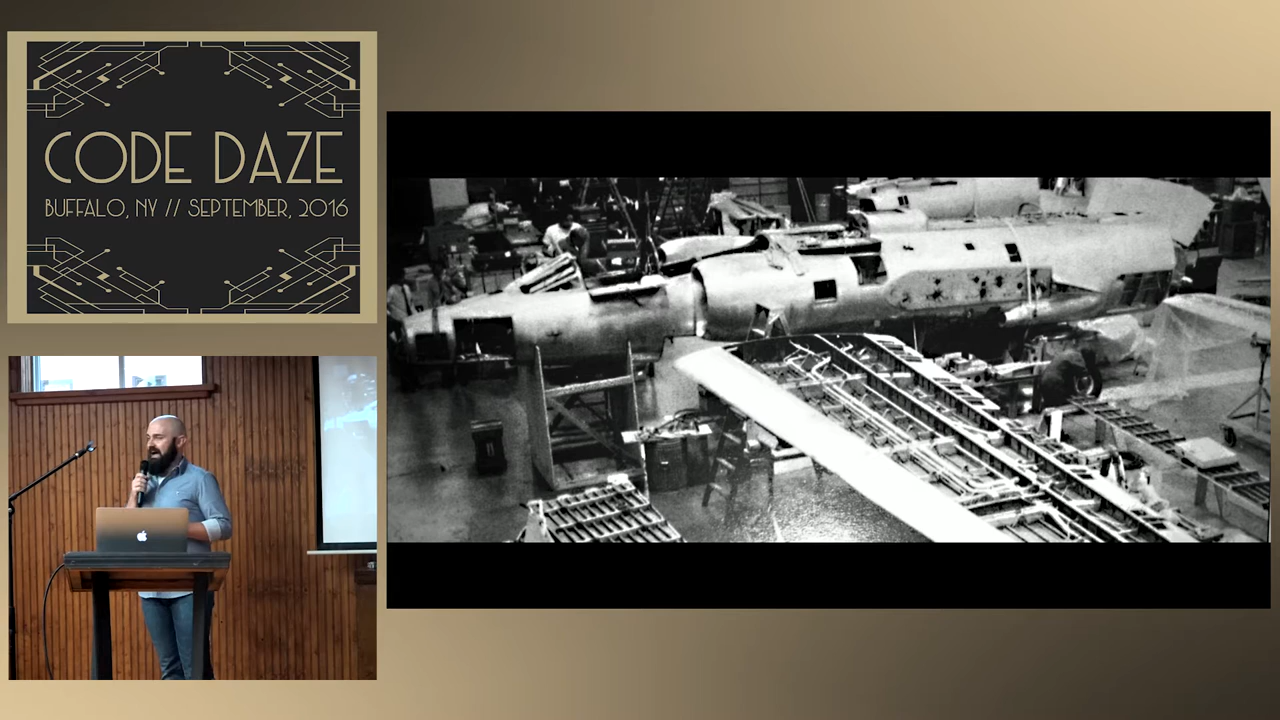 CODE DAZE
BUFFALO, NY // SEPTEMBER, 2016